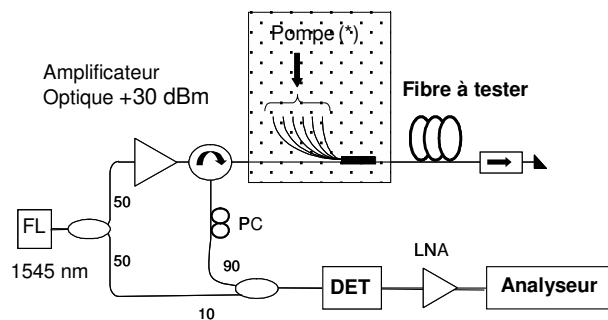 Pompe (*)
Amplificateur
Optique +30 dBm
Fibre à tester
50
FL
PC
1545 nm
50
90
LNA
DET
Analyseur
10